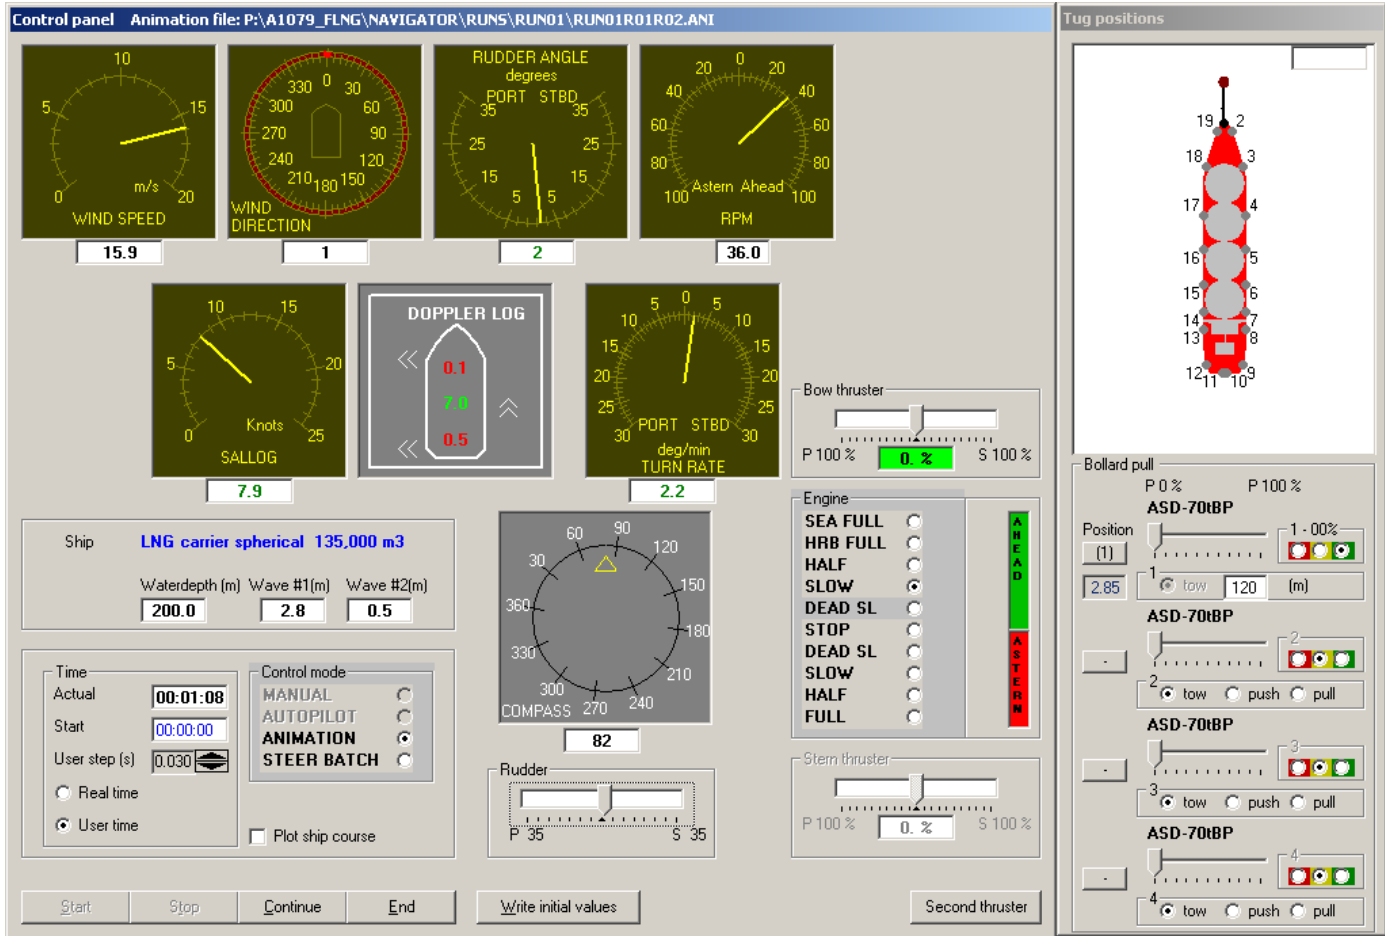 Control panel    Animation file: P:\A1079_FLNG\NAVIGATOR\RUNS\RUN01\RUN01R01R02.ANI
10
5
15
m/s
0
20
WIND SPEED
15.9
0
330
30
300
60
270
90
240
120
210
180
150
WIND
DIRECTION
1
RUDDER ANGLE
degrees
PORT STBD
35 35
25 25
15 15
5 5
2
0
20 20
40 40
60 60
80 80
Astern Ahead
100 100
RPM
36.0
10 15
5 20
Knots
0 25
SALLOG
7.9
DOPPLER LOG
0.1
7.0
0.5
0
5 5
10 10
15 15
20 20
25 25
PORT STBD
30 30
deg/min
TURN RATE
2.2
Bow thruster
P 100 % 0. % S 100 %
Ship LNG carrier spherical 135,000 m3
Waterdepth (m) Wave #1(m) Wave #2(m)
200.0 2.8 0.5
60 90
30 120
150
360
180
330
210
300 240
COMPASS 270
82
Engine
SEA FULL
HRB FULL
HALF
SLOW
DEAD SL
STOP
DEAD SL
SLOW
HALF
FULL
AHEAD
ASTERN
Time
Actual 00:01:08
Start 00:00:00
User step (s) 0.030
Real time
User time
Control mode
MANUAL
AUTOPILOT
ANIMATION
STEER BATCH
Plot ship course
Rudder
P 35 S 35
Stern thruster
P 100 % 0. % S 100 %
Start Stop Continue End Write initial values Second thruster
Tug positions
19 2
18 3
17 4
16 5
15 6
14 7
13 8
12 11 10 9
Bollard pull
P 0 % P 100 %
ASD-70tBP
Position
(1)
1 - 00%
2.85
1 tow 120 (m)
ASD-70tBP
- 2
2 tow push pull
ASD-70tBP
- 3
3 tow push pull
ASD-70tBP
- 4
4 tow push pull